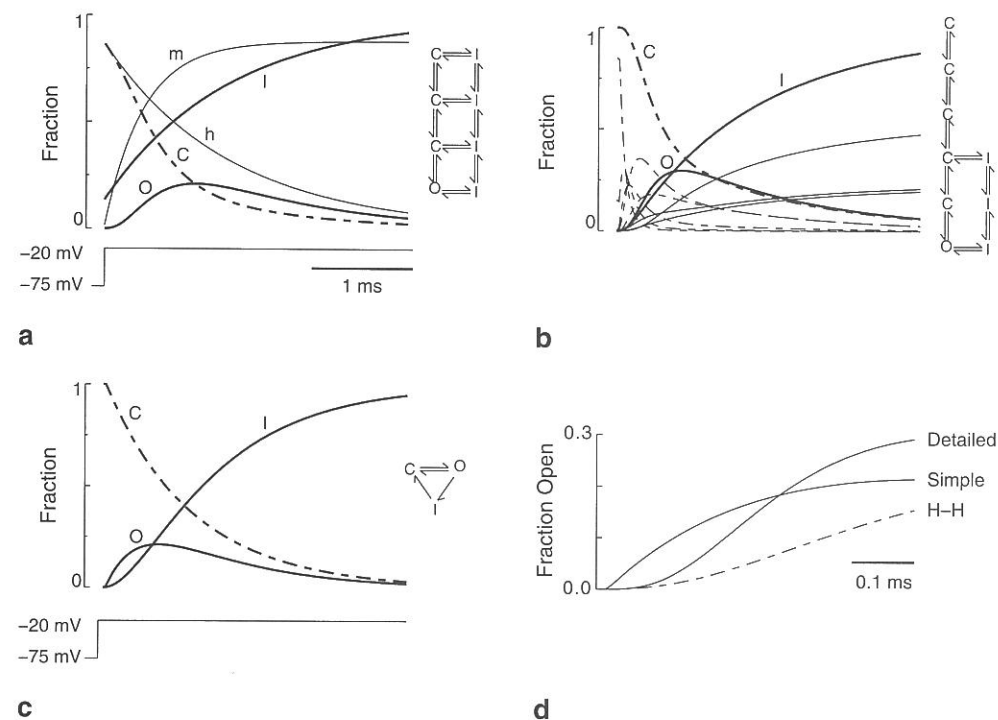 1
m
I
h
C
O
Fraction
0
−20 mV
−75 mV
1 ms
C I
C I
C I
O I
a
1
C
I
O
Fraction
0
C
C
C
C I
C I
O I
b
1
C
I
O
Fraction
0
C O
I
−20 mV
−75 mV
c
0.3
Fraction Open
0.0
Detailed
Simple
H–H
0.1 ms
d